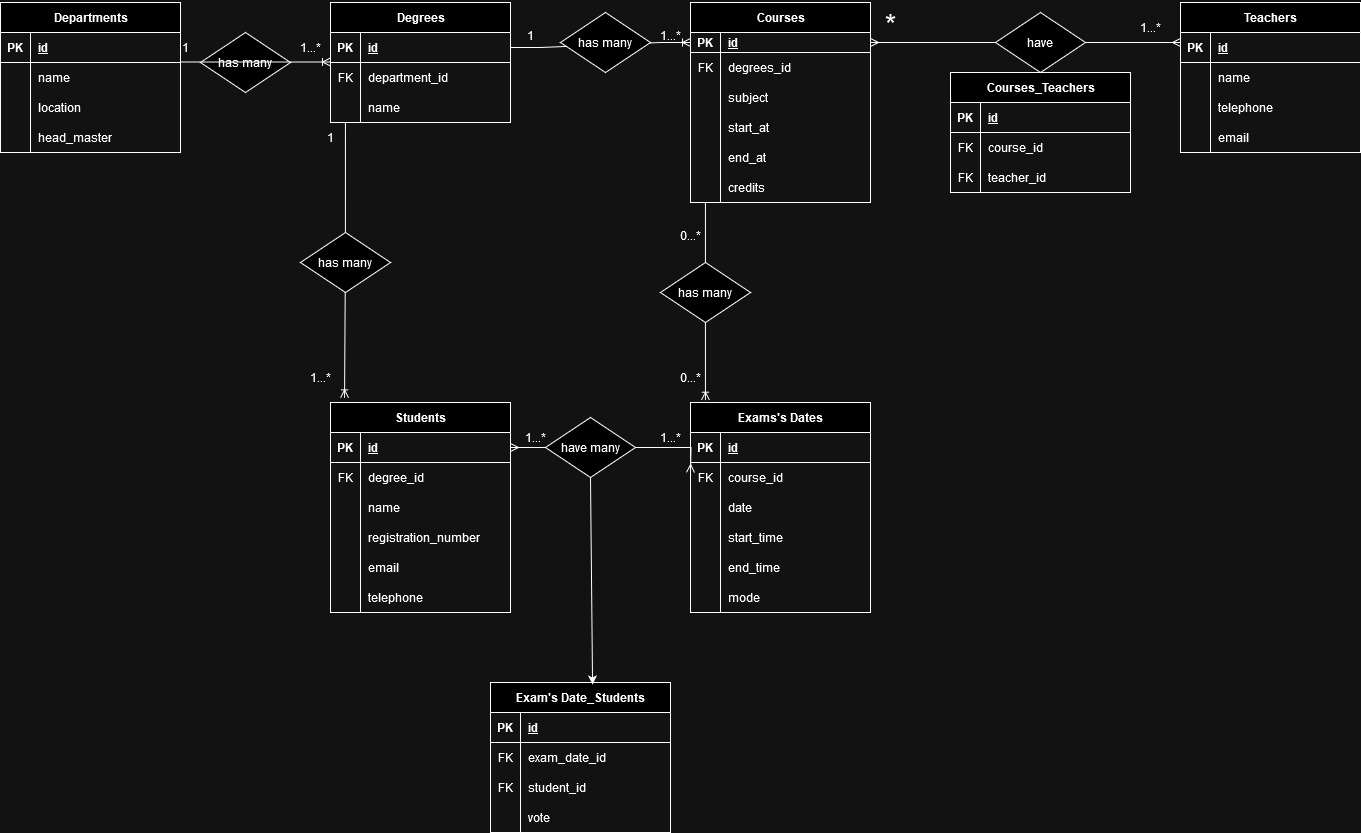 Departments
PK id
name
location
head_master
1
has many
1...*
Degrees
PK id
FK department_id
name
1
has many
1...*
Courses
PK id
FK degrees_id
subject
start_at
end_at
credits
*
have
1...*
Teachers
PK id
name
telephone
email
Courses_Teachers
PK id
FK course_id
FK teacher_id
1
has many
1...*
0...*
has many
0...*
Students
PK id
FK degree_id
name
registration_number
email
telephone
1...*
have many
1...*
Exams's Dates
PK id
FK course_id
date
start_time
end_time
mode
Exam's Date_Students
PK id
FK exam_date_id
FK student_id
vote